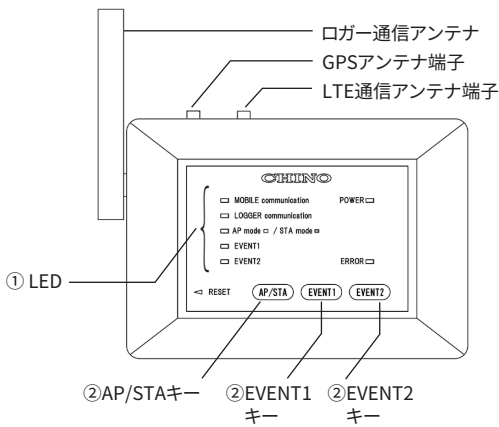 ロガー通信アンテナ
GPSアンテナ端子
LTE通信アンテナ端子
CHINO
MOBILE communication
POWER
LOGGER communication
AP mode / STA mode
EVENT1
EVENT2
ERROR
① LED
RESET
AP/STA
EVENT1
EVENT2
②AP/STAキー
②EVENT1
キー
②EVENT2
キー